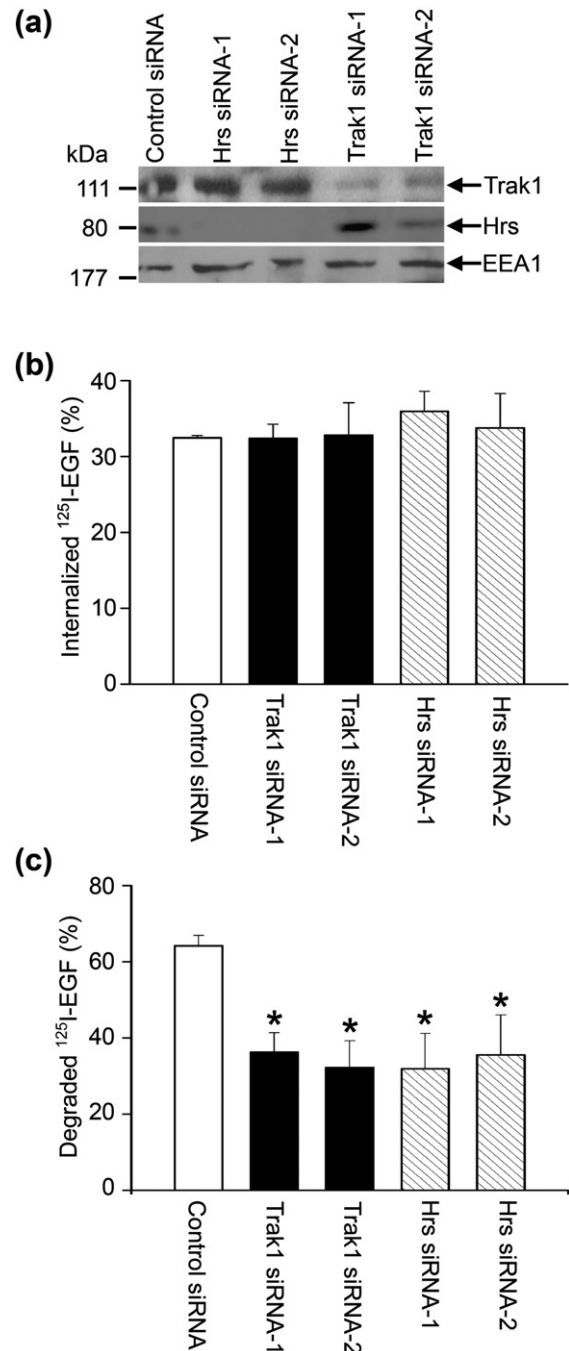 (a)
Control siRNA
Hrs siRNA-1
Hrs siRNA-2
Trak1 siRNA-1
Trak1 siRNA-2
kDa
111
Trak1
80
Hrs
177
EEA1
(b)
Internalized ¹²⁵I-EGF (%)
40
30
20
10
0
Control siRNA
Trak1 siRNA-1
Trak1 siRNA-2
Hrs siRNA-1
Hrs siRNA-2
(c)
Degraded ¹²⁵I-EGF (%)
80
60
40
20
0
* * * *
Control siRNA
Trak1 siRNA-1
Trak1 siRNA-2
Hrs siRNA-1
Hrs siRNA-2